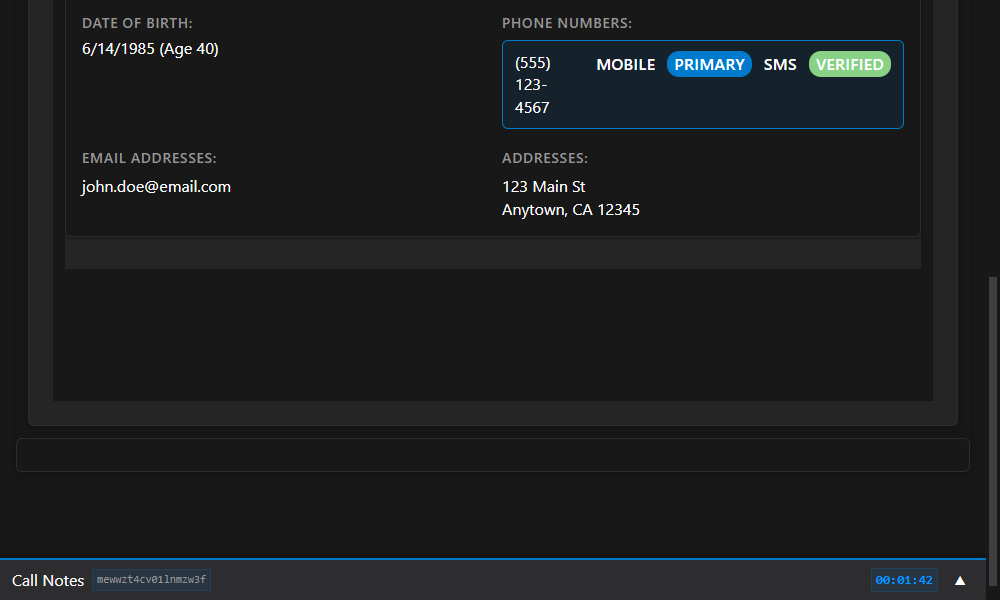 DATE OF BIRTH:
6/14/1985 (Age 40)
PHONE NUMBERS:
(555)
123-
4567
MOBILE PRIMARY SMS VERIFIED
EMAIL ADDRESSES:
john.doe@email.com
ADDRESSES:
123 Main St
Anytown, CA 12345
Call Notes mewwzt4cv01lnmzw3f 00:01:42 ▲